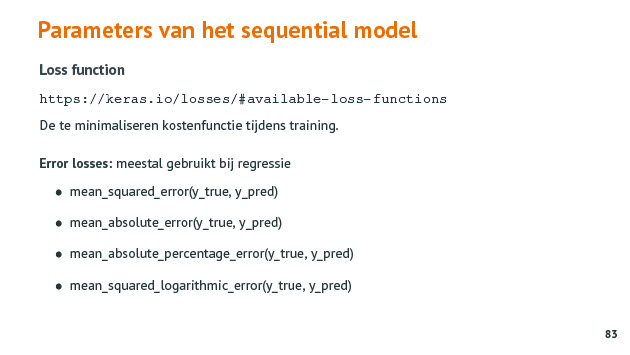 Parameters van het sequential model
Loss function
https://keras.io/losses/#available-loss-functions
De te minimaliseren kostenfunctie tijdens training.
Error losses: meestal gebruikt bij regressie
● mean_squared_error(y_true, y_pred)
● mean_absolute_error(y_true, y_pred)
● mean_absolute_percentage_error(y_true, y_pred)
● mean_squared_logarithmic_error(y_true, y_pred)
83